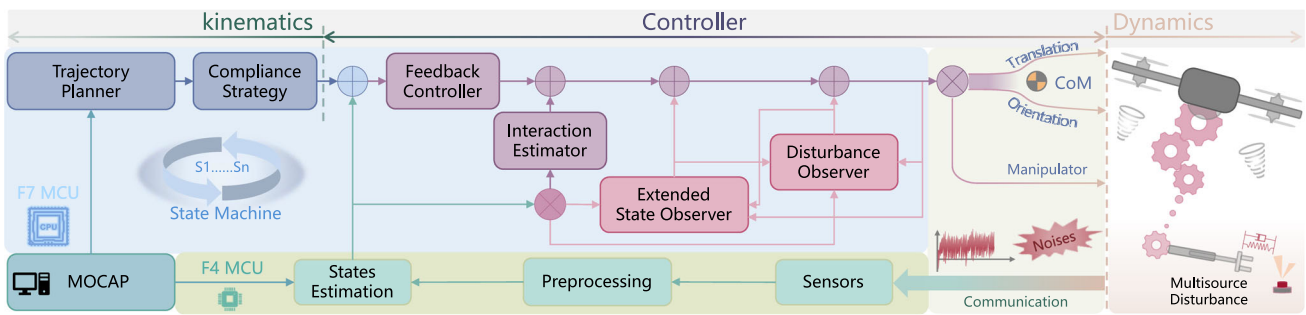 kinematics
Controller
Dynamics
Trajectory
Planner
Compliance
Strategy
Feedback
Controller
Translation
CoM
Orientation
Interaction
Estimator
Disturbance
Observer
S1......Sn
State Machine
F7 MCU
CPU
Extended
State Observer
Manipulator
Noises
MOCAP
F4 MCU
States
Estimation
Preprocessing
Sensors
Communication
Multisource
Disturbance